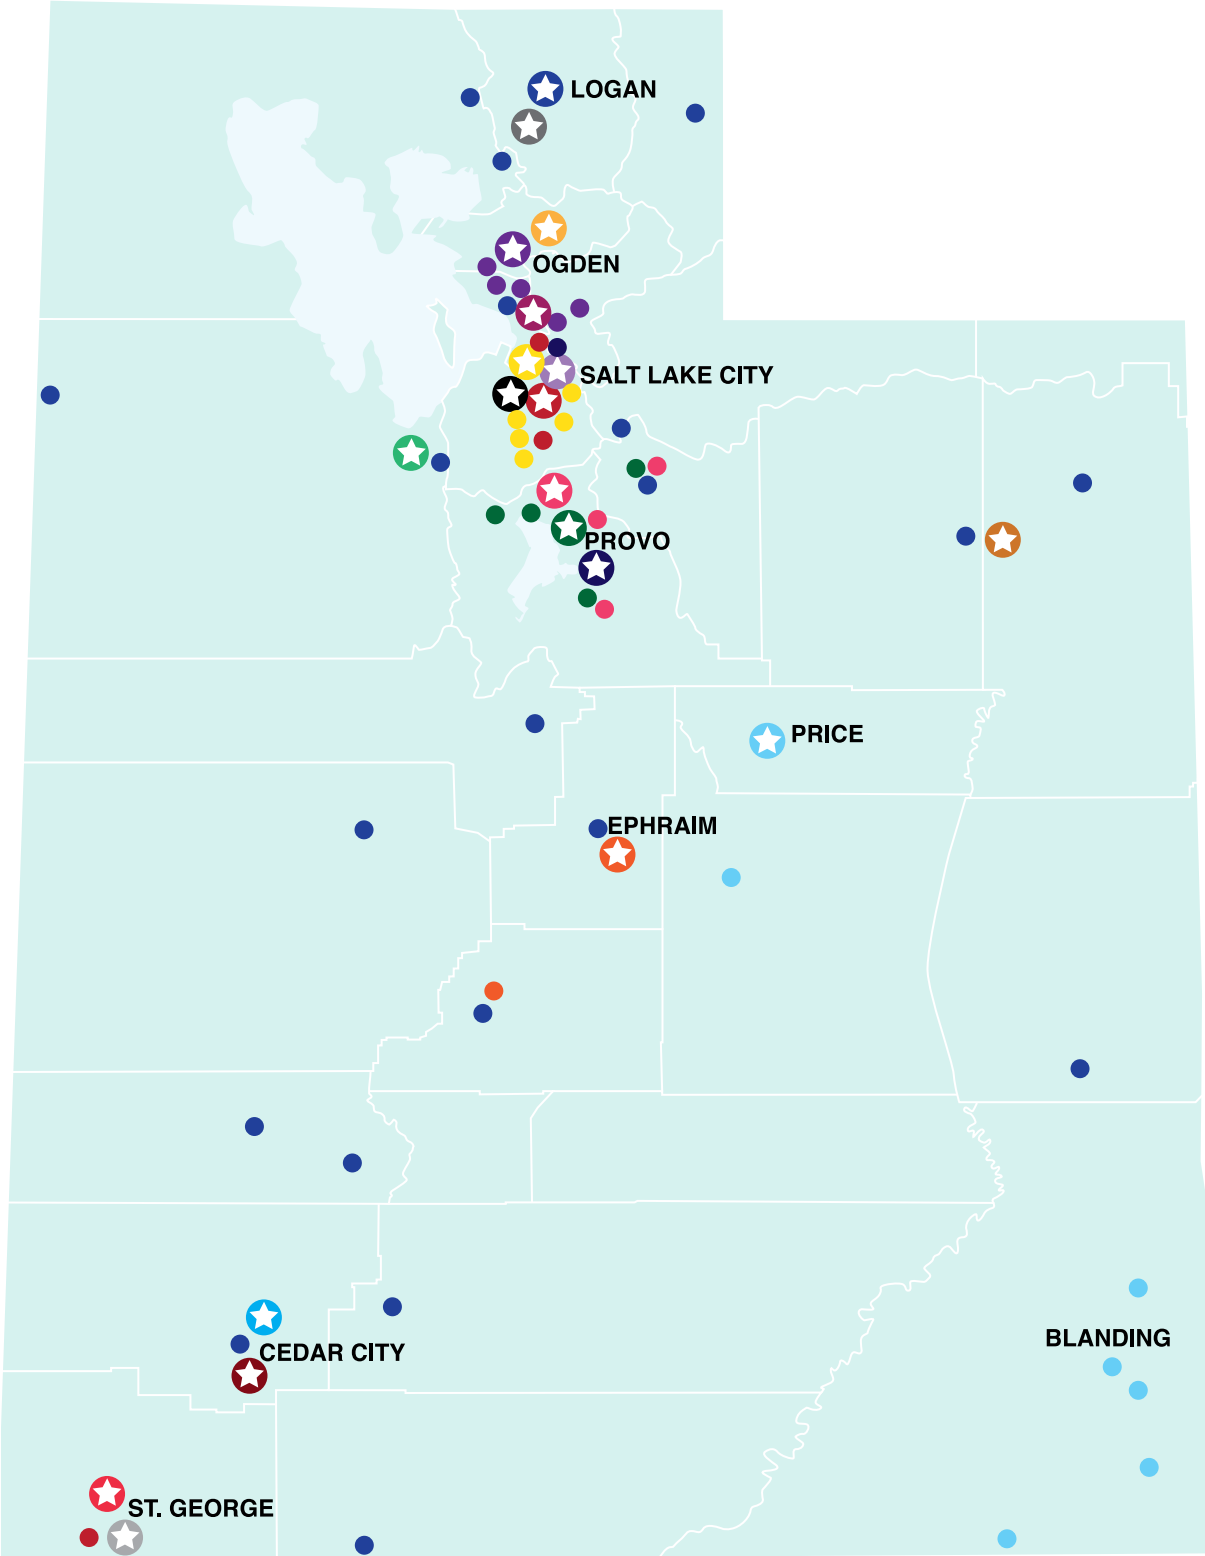 LOGAN
OGDEN
SALT LAKE CITY
PROVO
PRICE
EPHRAIM
BLANDING
CEDAR CITY
ST. GEORGE